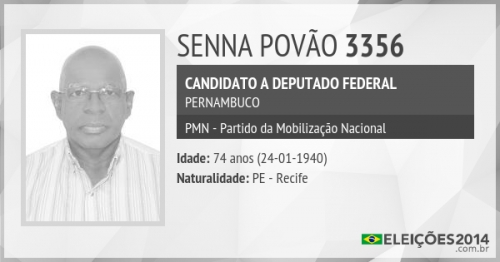 SENNA POVÃO 3356
CANDIDATO A DEPUTADO FEDERAL
PERNAMBUCO
PMN - Partido da Mobilização Nacional
Idade: 74 anos (24-01-1940)
Naturalidade: PE - Recife
ELEIÇÕES2014
.com.br